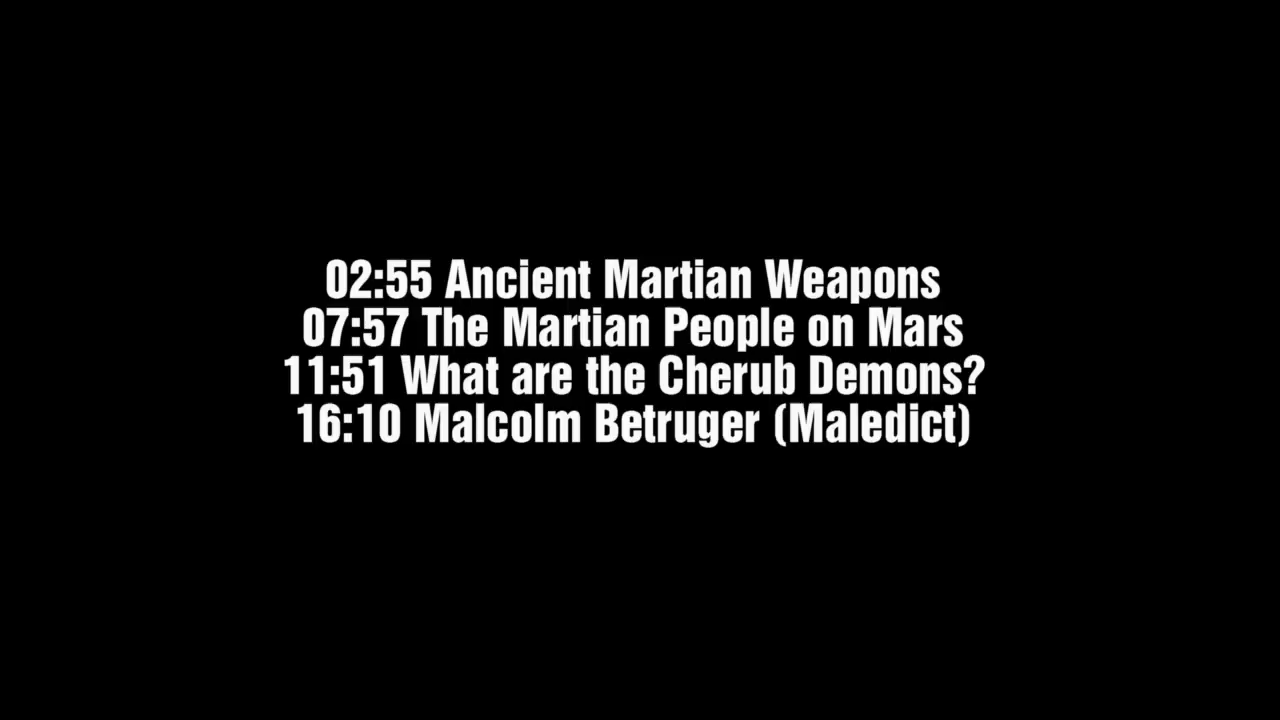 02:55 Ancient Martian Weapons
07:57 The Martian People on Mars
11:51 What are the Cherub Demons?
16:10 Malcolm Betruger (Maledict)